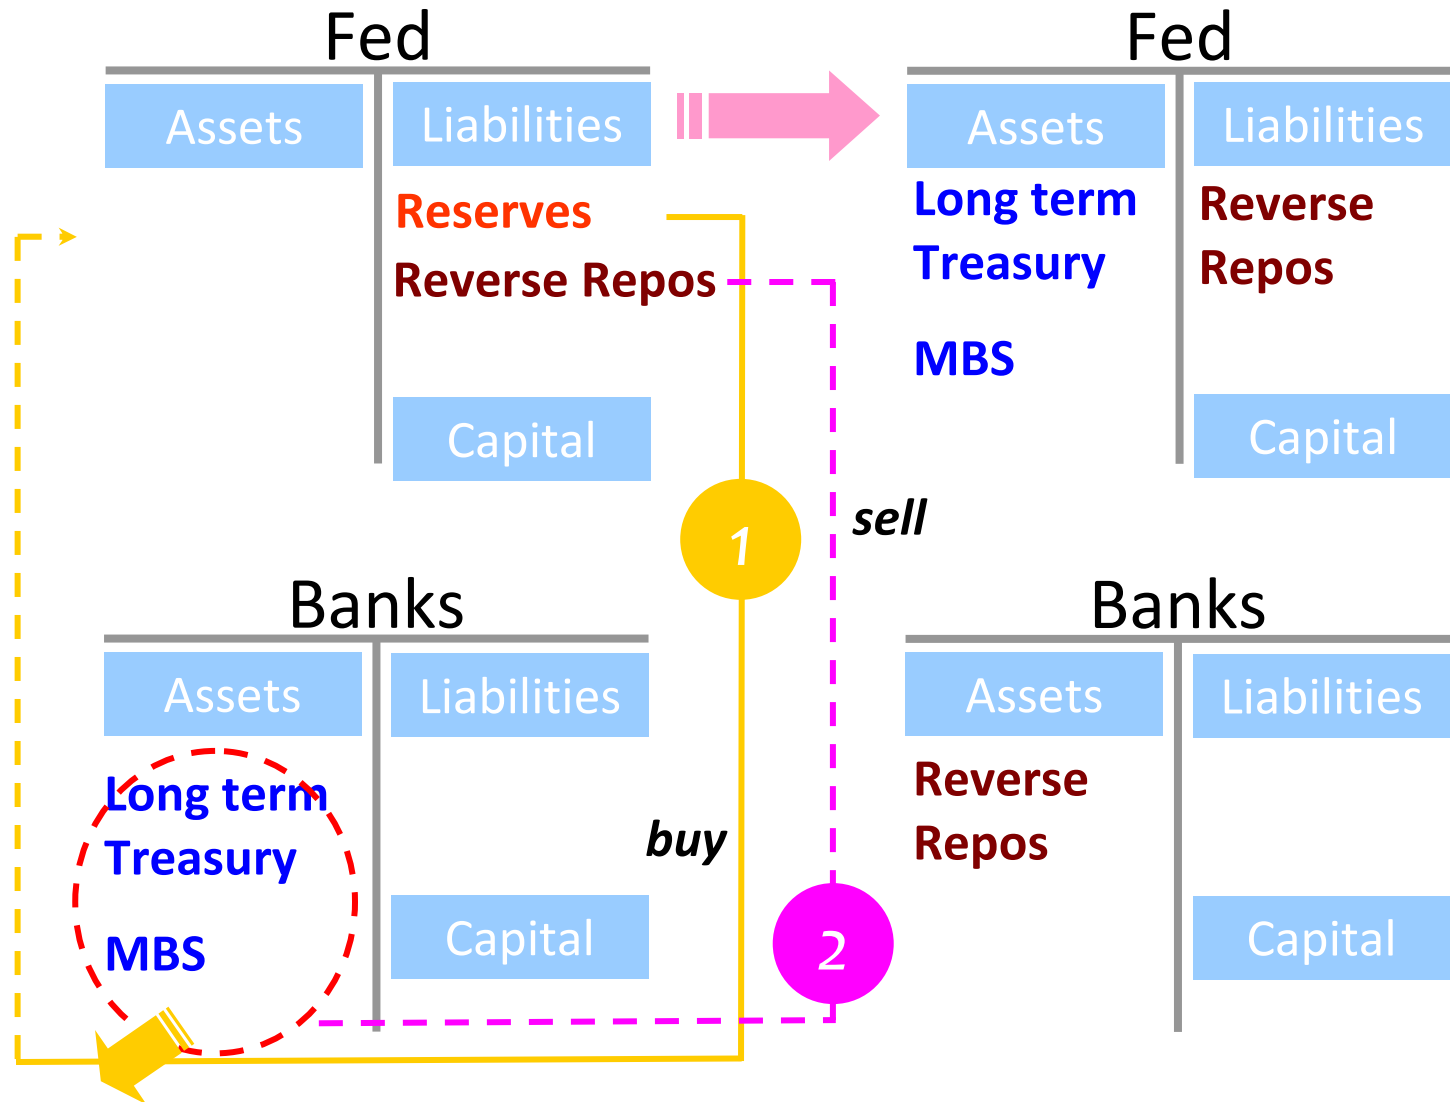 Fed
Assets
Liabilities
Reserves
Reverse Repos
Capital
Fed
Assets
Liabilities
Long term
Treasury
MBS
Reverse
Repos
Capital
1
sell
Banks
Assets
Liabilities
Long term
Treasury
MBS
Capital
buy
2
Banks
Assets
Liabilities
Reverse
Repos
Capital